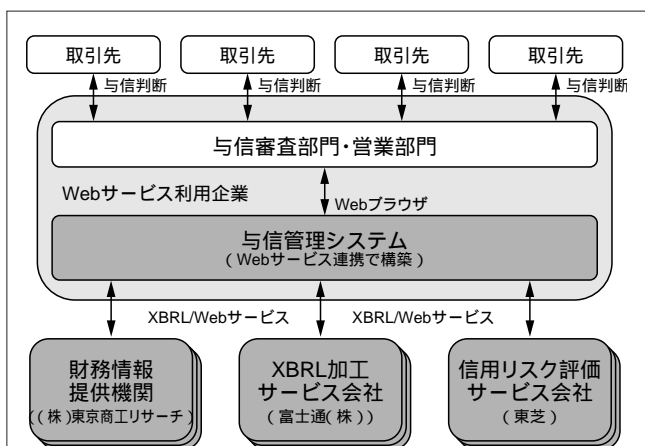 取引先 取引先 取引先 取引先
与信判断 与信判断 与信判断 与信判断
与信審査部門・営業部門
Webサービス利用企業
Webブラウザ
与信管理システム
(Webサービス連携で構築)
XBRL/Webサービス XBRL/Webサービス
財務情報
提供機関
((株)東京商工リサーチ)
XBRL加工
サービス会社
(富士通(株))
信用リスク評価
サービス会社
(東芝)